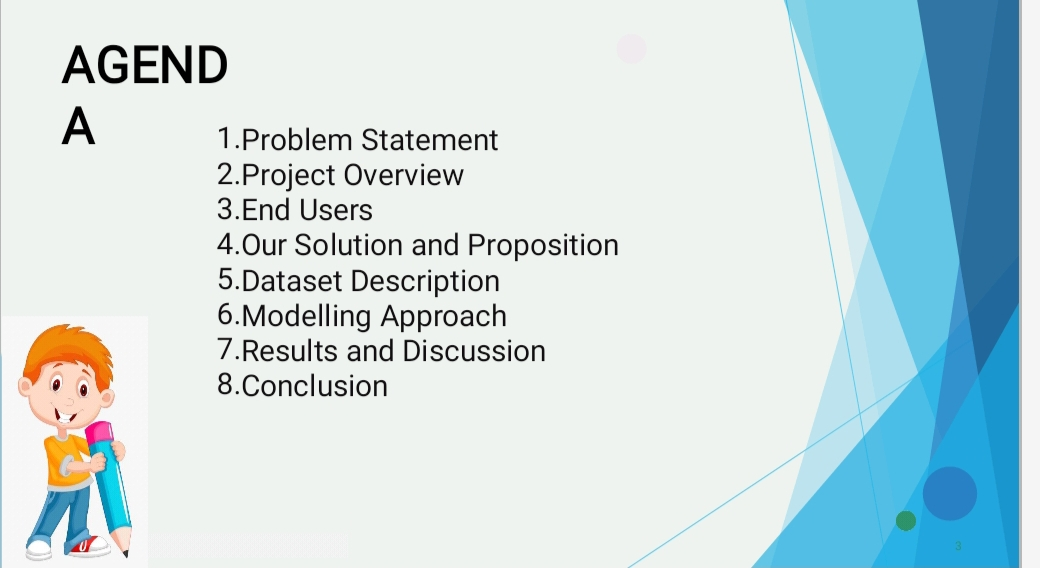 AGEND
A
1.Problem Statement
2.Project Overview
3.End Users
4.Our Solution and Proposition
5.Dataset Description
6.Modelling Approach
7.Results and Discussion
8.Conclusion
3